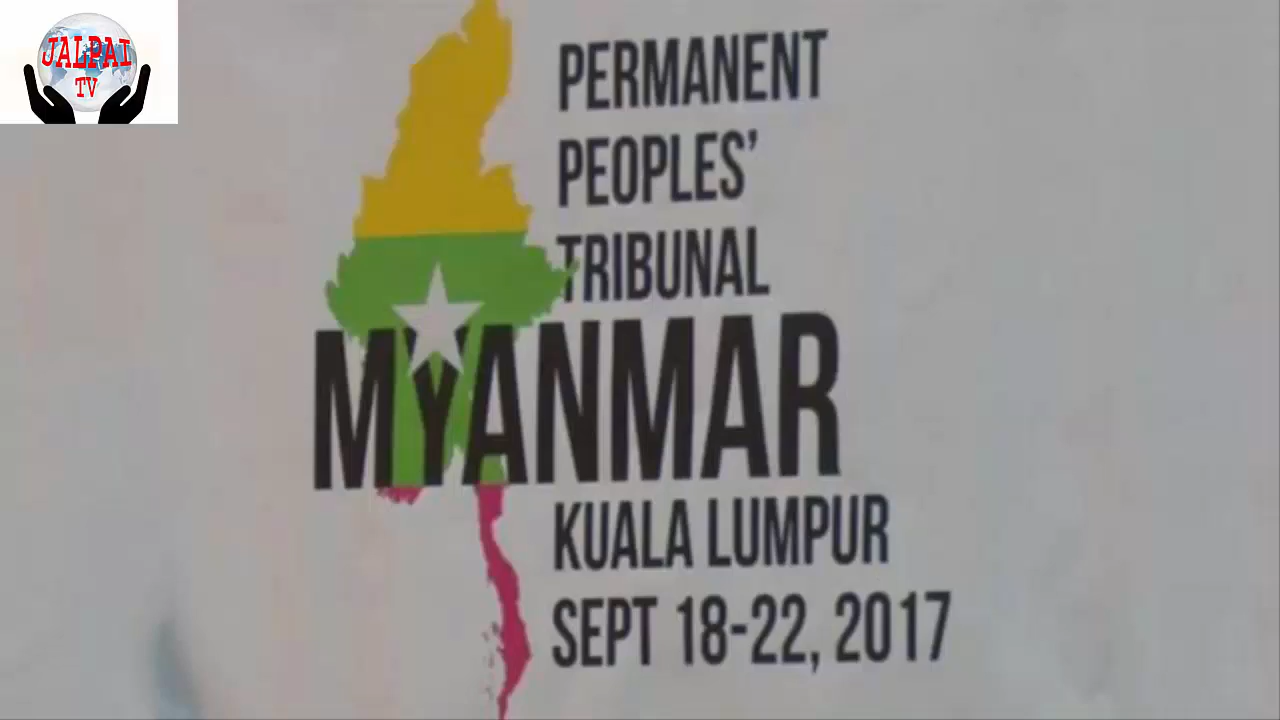 JALPAI
TV
PERMANENT
PEOPLES’
TRIBUNAL
MYANMAR
KUALA LUMPUR
SEPT 18-22, 2017